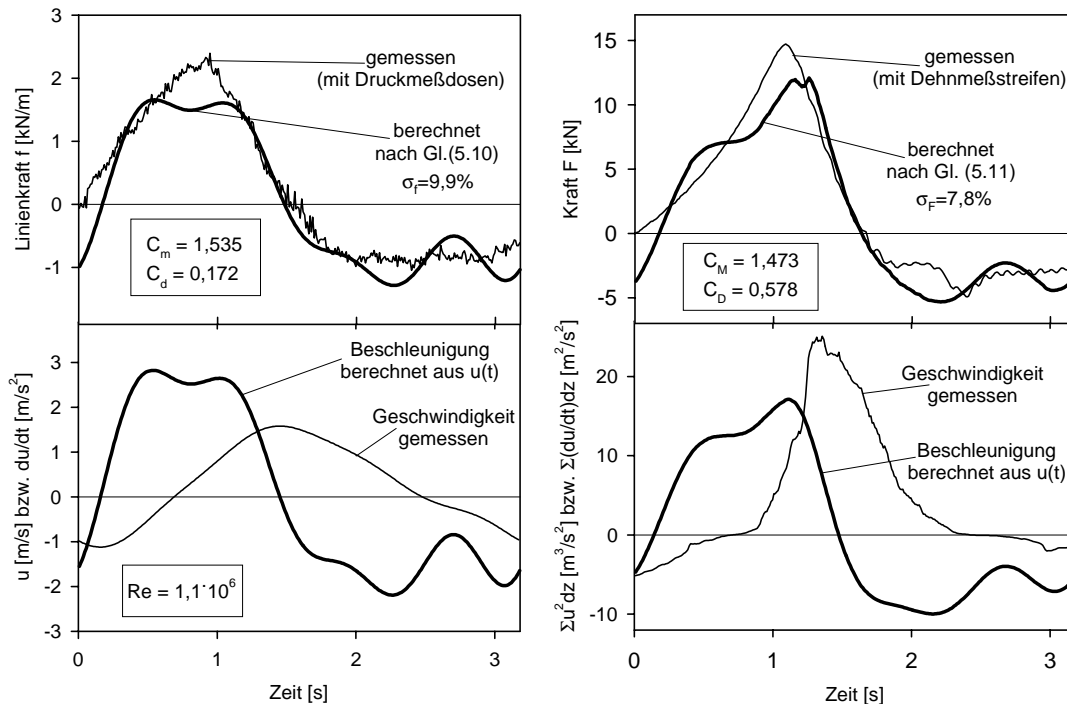 3
2
1
0
-1
Linienkraft f [kN/m]
gemessen
(mit Druckmeßdosen)
berechnet
nach Gl.(5.10)
σf=9,9%
Cm = 1,535
Cd = 0,172
15
10
5
0
-5
Kraft F [kN]
gemessen
(mit Dehnmeßstreifen)
berechnet
nach Gl. (5.11)
σF=7,8%
CM = 1,473
CD = 0,578
3
2
1
0
-1
-2
-3
u [m/s] bzw. du/dt [m/s²]
Beschleunigung
berechnet aus u(t)
Geschwindigkeit
gemessen
Re = 1,1·10⁶
0
1
2
3
Zeit [s]
20
10
0
-10
Σu²dz [m³/s²] bzw. Σ(du/dt)dz [m²/s²]
Geschwindigkeit
gemessen
Beschleunigung
berechnet aus u(t)
0
1
2
3
Zeit [s]